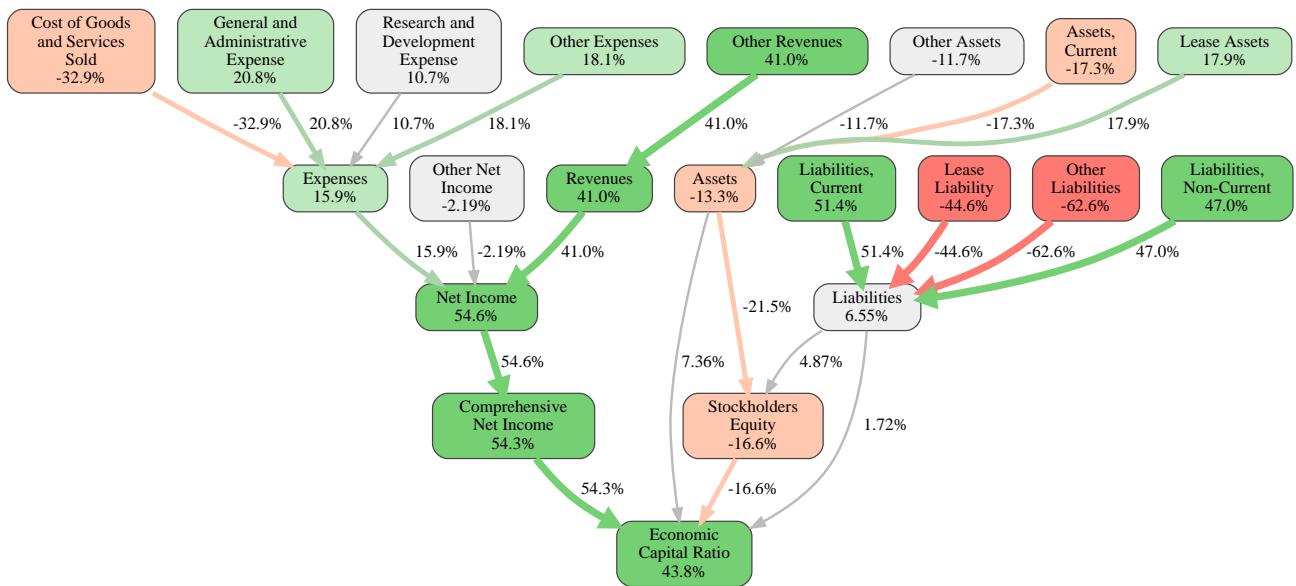 Cost of Goods
and Services
Sold
-32.9%
General and
Administrative
Expense
20.8%
Research and
Development
Expense
10.7%
Other Expenses
18.1%
Other Revenues
41.0%
Other Assets
-11.7%
Assets,
Current
-17.3%
Lease Assets
17.9%
-32.9%
20.8%
10.7%
18.1%
41.0%
-11.7%
-17.3%
17.9%
Expenses
15.9%
Other Net
Income
-2.19%
Revenues
41.0%
Assets
-13.3%
Liabilities,
Current
51.4%
Lease
Liability
-44.6%
Other
Liabilities
-62.6%
Liabilities,
Non-Current
47.0%
15.9%
-2.19%
41.0%
51.4%
-44.6%
-62.6%
47.0%
Net Income
54.6%
-21.5%
Liabilities
6.55%
54.6%
7.36%
4.87%
Comprehensive
Net Income
54.3%
Stockholders
Equity
-16.6%
1.72%
54.3%
-16.6%
Economic
Capital Ratio
43.8%